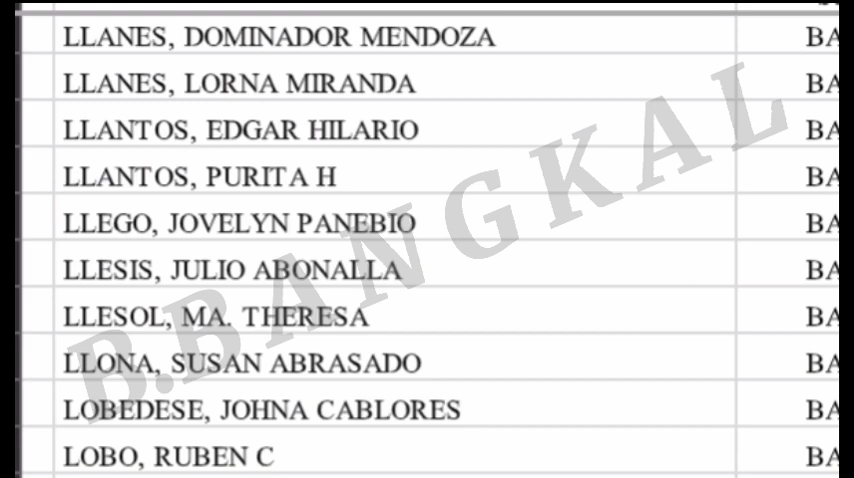 LLANES, DOMINADOR MENDOZA BA
LLANES, LORNA MIRANDA BA
LLANTOS, EDGAR HILARIO BA
LLANTOS, PURITA H BA
LLEGO, JOVELYN PANEBIO BA
LLESIS, JULIO ABONALLA BA
LLESOL, MA. THERESA BA
LLONA, SUSAN ABRASADO BA
LOBEDESE, JOHNA CABLORES BA
LOBO, RUBEN C BA
B.BANGKAL